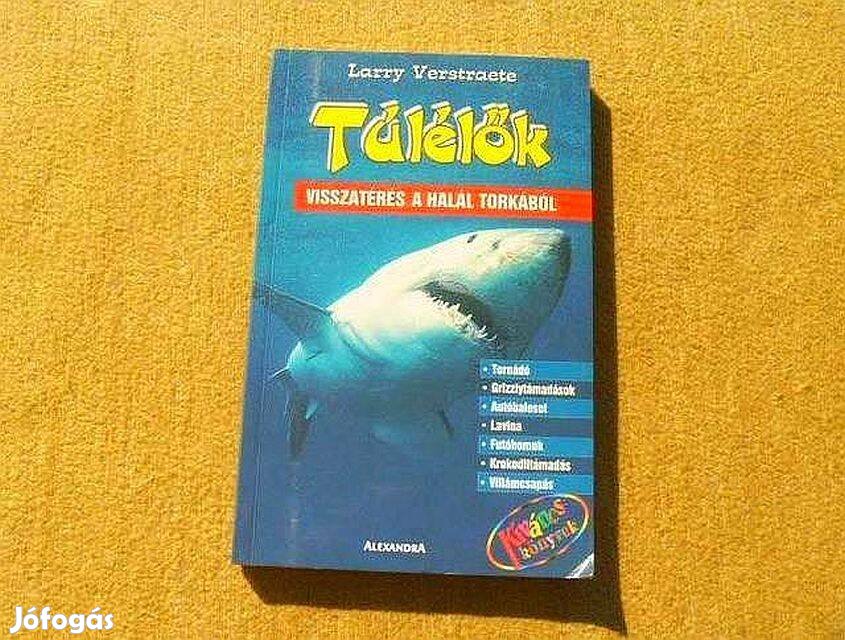 Larry Verstraete
Túlélők
VISSZATÉRÉS A HALÁL TORKÁBÓL
• Tornádó
• Grizzlytámadások
• Autóbaleset
• Lavina
• Futóhomok
• Krokodiltámadás
• Villámcsapás
Kíváncsi
könyvek
ALEXANDRA
Jófogás